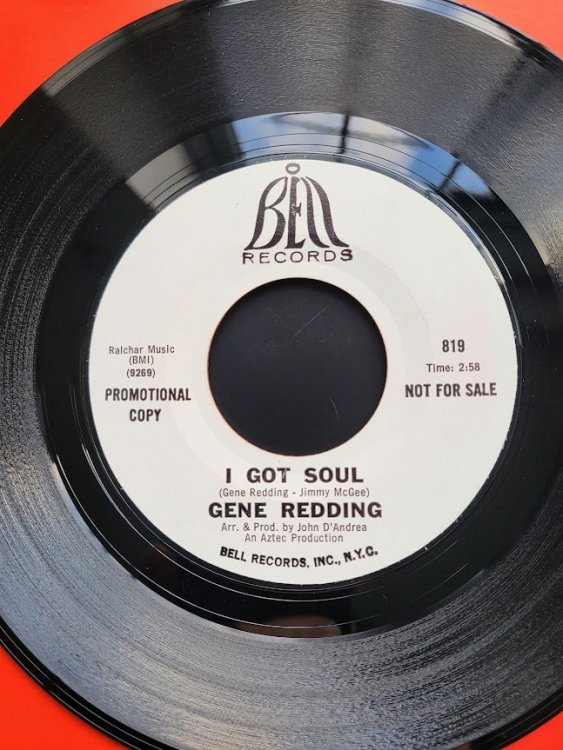 BELL
RECORDS
Ralchar Music
(BMI)
(9269)
PROMOTIONAL
COPY
819
Time: 2:58
NOT FOR SALE
I GOT SOUL
(Gene Redding - Jimmy McGee)
GENE REDDING
Arr. & Prod. by John D'Andrea
An Aztec Production
BELL RECORDS, INC., N.Y.C.